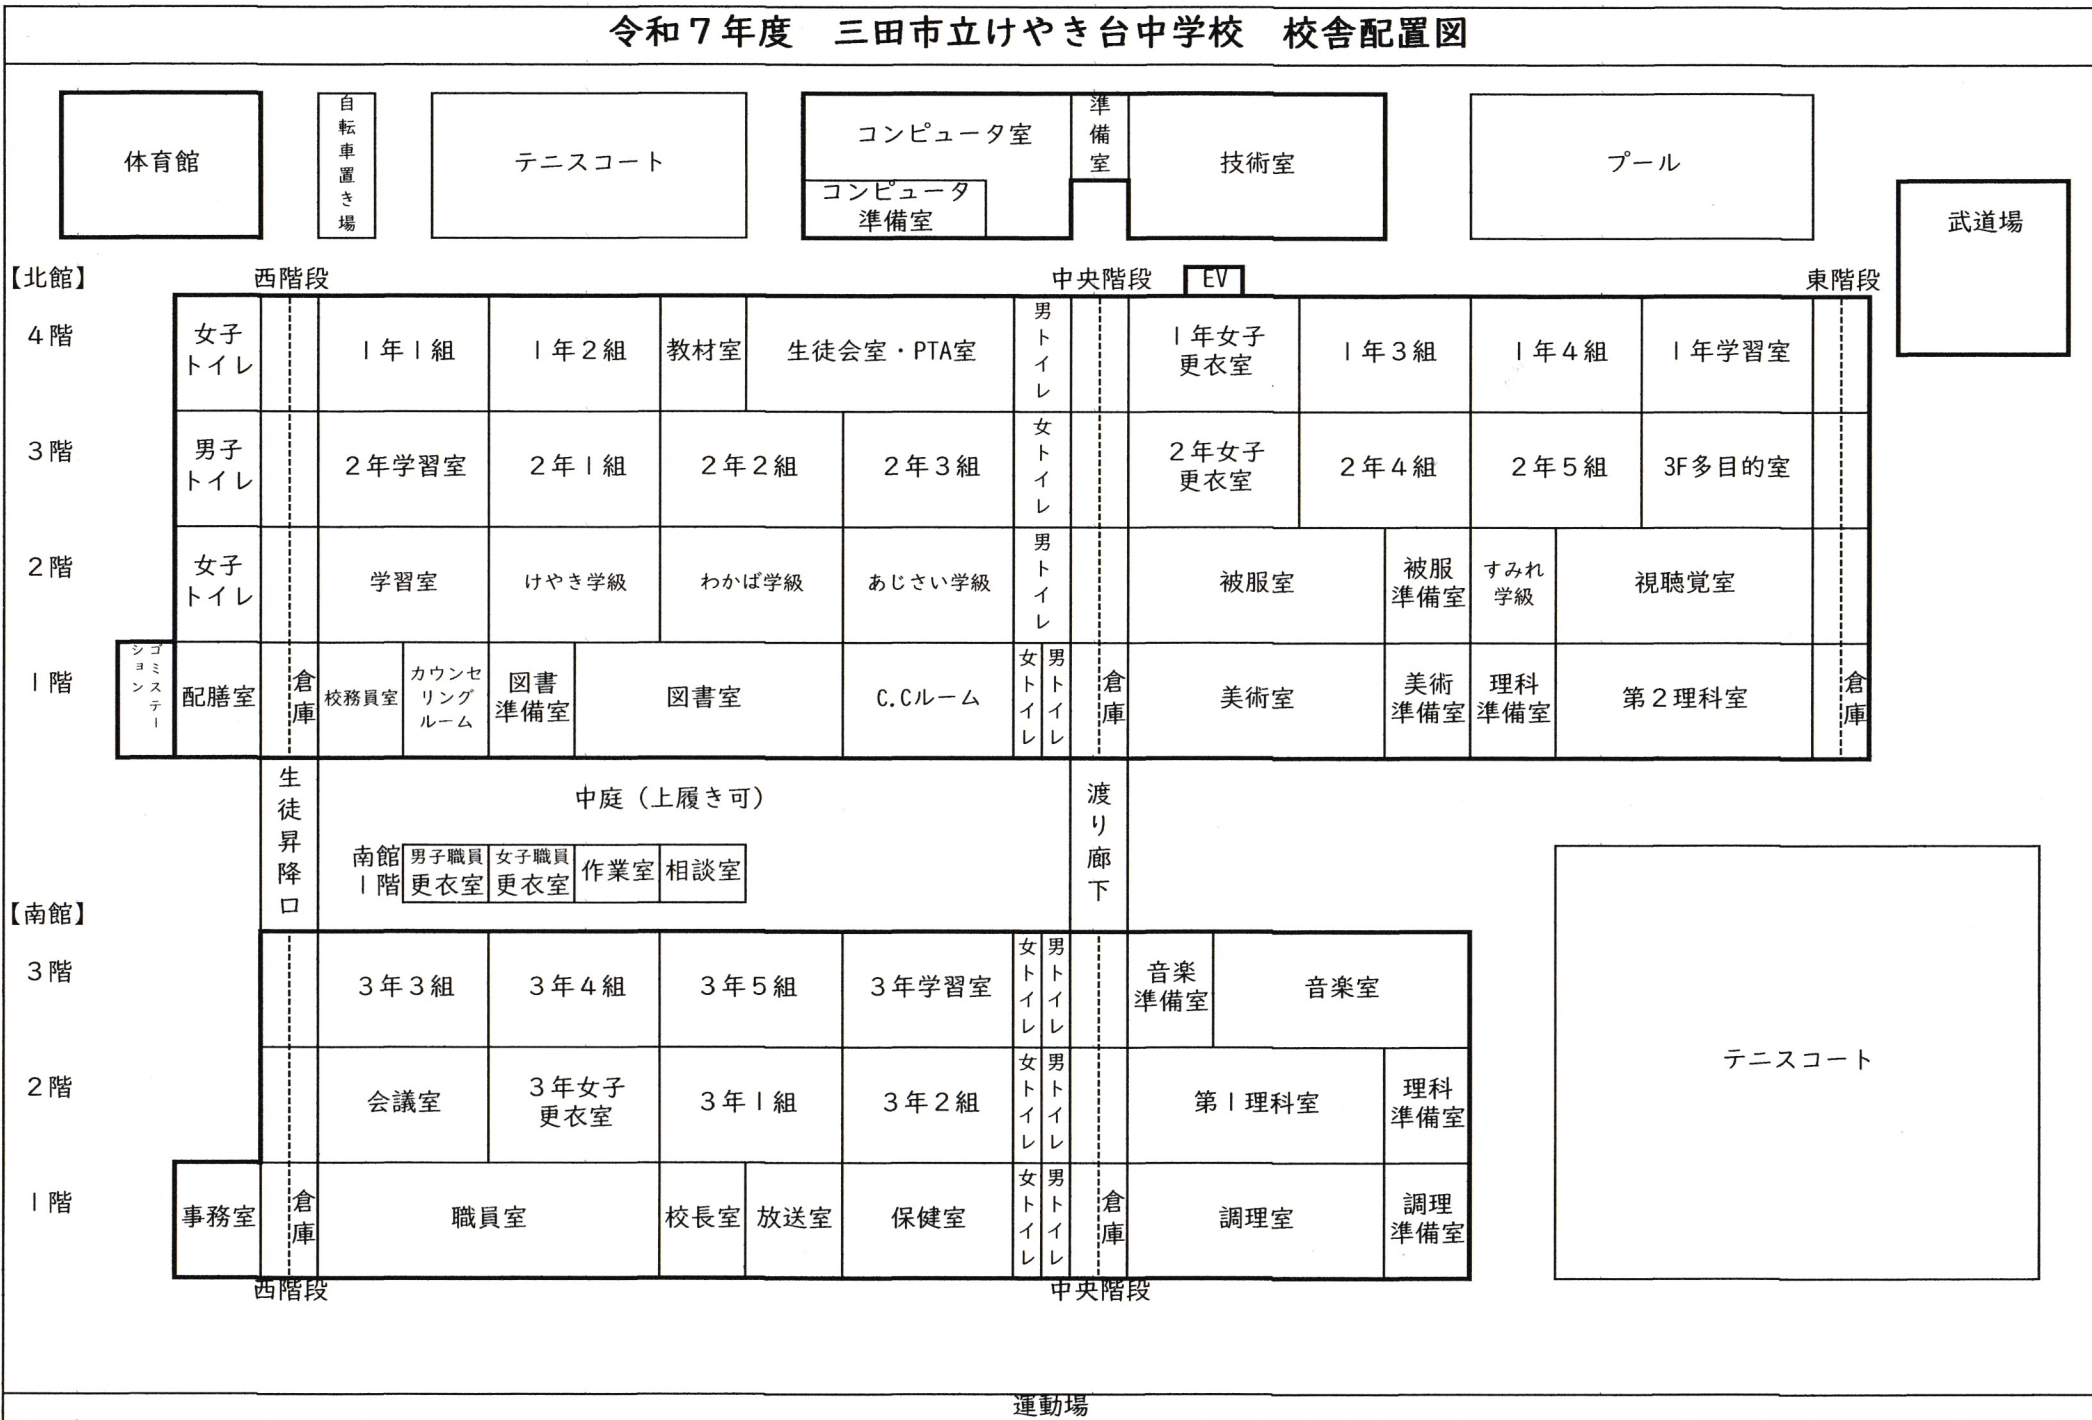 令和７年度　三田市立けやき台中学校　校舎配置図
体育館
自転車置き場
テニスコート
コンピュータ室
コンピュータ
準備室
準備室
技術室
プール
武道場
【北館】
西階段
中央階段
EV
東階段
４階
女子
トイレ
１年１組
１年２組
教材室
生徒会室・PTA室
男トイレ
１年女子
更衣室
１年３組
１年４組
１年学習室
３階
男子
トイレ
２年学習室
２年１組
２年２組
２年３組
女トイレ
２年女子
更衣室
２年４組
２年５組
3F多目的室
２階
女子
トイレ
学習室
けやき学級
わかば学級
あじさい学級
男トイレ
被服室
被服
準備室
すみれ
学級
視聴覚室
１階
ゴミステー
ション
配膳室
倉庫
校務員室
カウンセ
リング
ルーム
図書
準備室
図書室
C.Cルーム
女トイレ
男トイレ
倉庫
美術室
美術
準備室
理科
準備室
第２理科室
倉庫
生徒昇降口
中庭（上履き可）
渡り廊下
南館
１階
男子職員
更衣室
女子職員
更衣室
作業室
相談室
テニスコート
【南館】
３階
３年３組
３年４組
３年５組
３年学習室
女トイレ
男トイレ
音楽
準備室
音楽室
２階
会議室
３年女子
更衣室
３年１組
３年２組
女トイレ
男トイレ
第１理科室
理科
準備室
１階
事務室
倉庫
職員室
校長室
放送室
保健室
女トイレ
男トイレ
倉庫
調理室
調理
準備室
西階段
中央階段
運動場